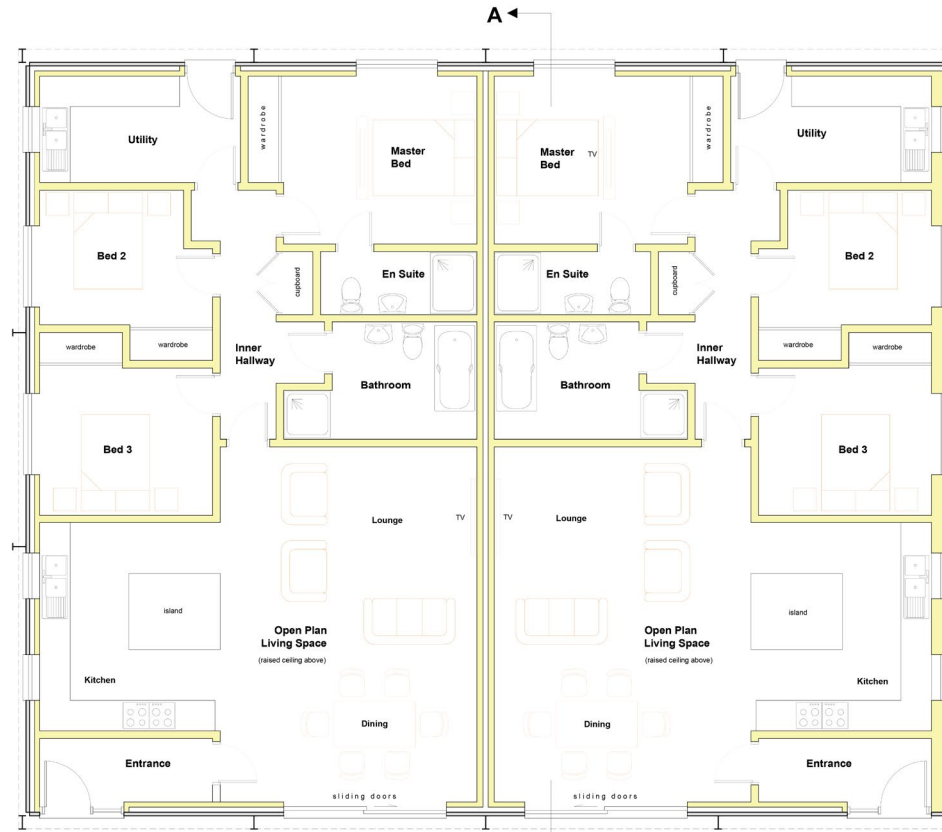 A
Utility
wardrobe
Master
Bed
Master
Bed
TV
wardrobe
Utility
Bed 2
cupboard
En Suite
En Suite
cupboard
Bed 2
wardrobe
wardrobe
Inner
Hallway
Bathroom
Bathroom
Inner
Hallway
wardrobe
wardrobe
Bed 3
Bed 3
Lounge
TV
TV
Lounge
island
island
Open Plan
Living Space
(raised ceiling above)
Open Plan
Living Space
(raised ceiling above)
Kitchen
Kitchen
Dining
Dining
Entrance
Entrance
sliding doors
sliding doors